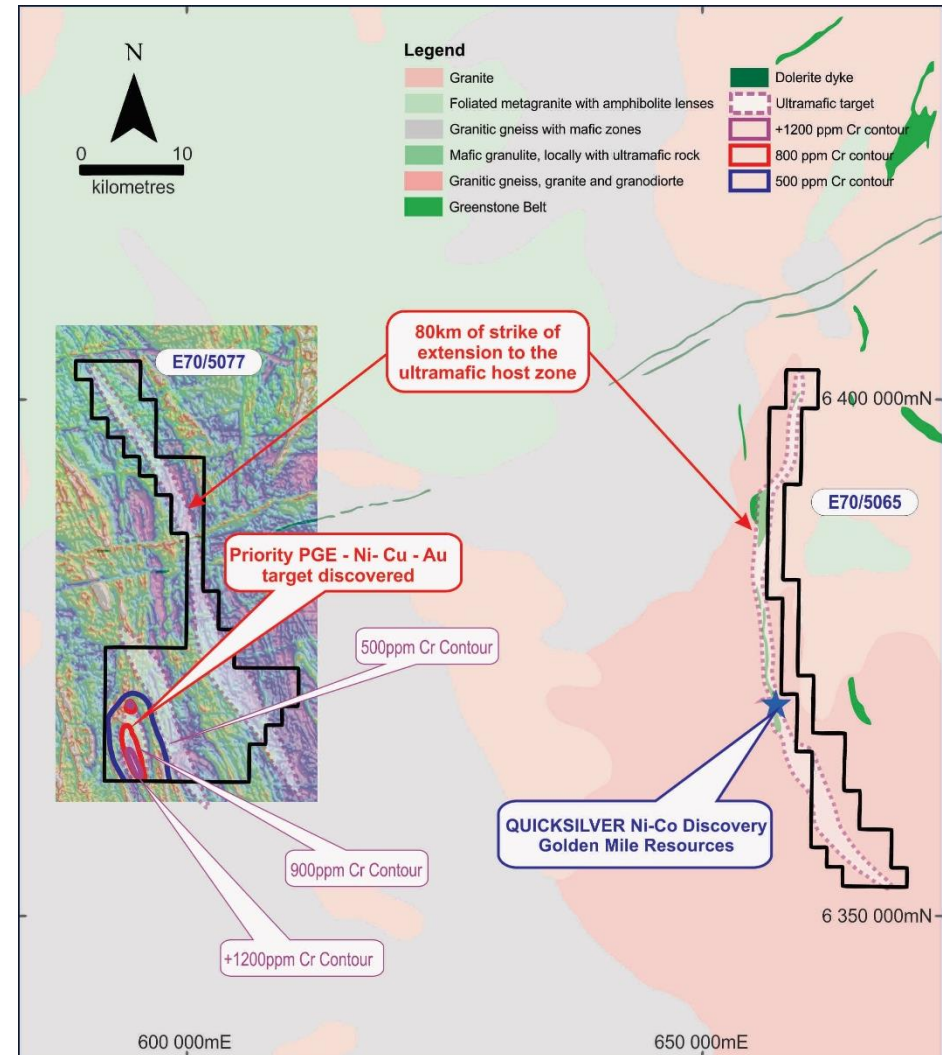 N
0 10
kilometres
Legend
Granite
Foliated metagranite with amphibolite lenses
Granitic gneiss with mafic zones
Mafic granulite, locally with ultramafic rock
Granitic gneiss, granite and granodiorte
Greenstone Belt
Dolerite dyke
Ultramafic target
+1200 ppm Cr contour
800 ppm Cr contour
500 ppm Cr contour
E70/5077
80km of strike of
extension to the
ultramafic host zone
6 400 000mN
E70/5065
Priority PGE - Ni- Cu - Au
target discovered
500ppm Cr Contour
QUICKSILVER Ni-Co Discovery
Golden Mile Resources
900ppm Cr Contour
6 350 000mN
+1200ppm Cr Contour
600 000mE
650 000mE